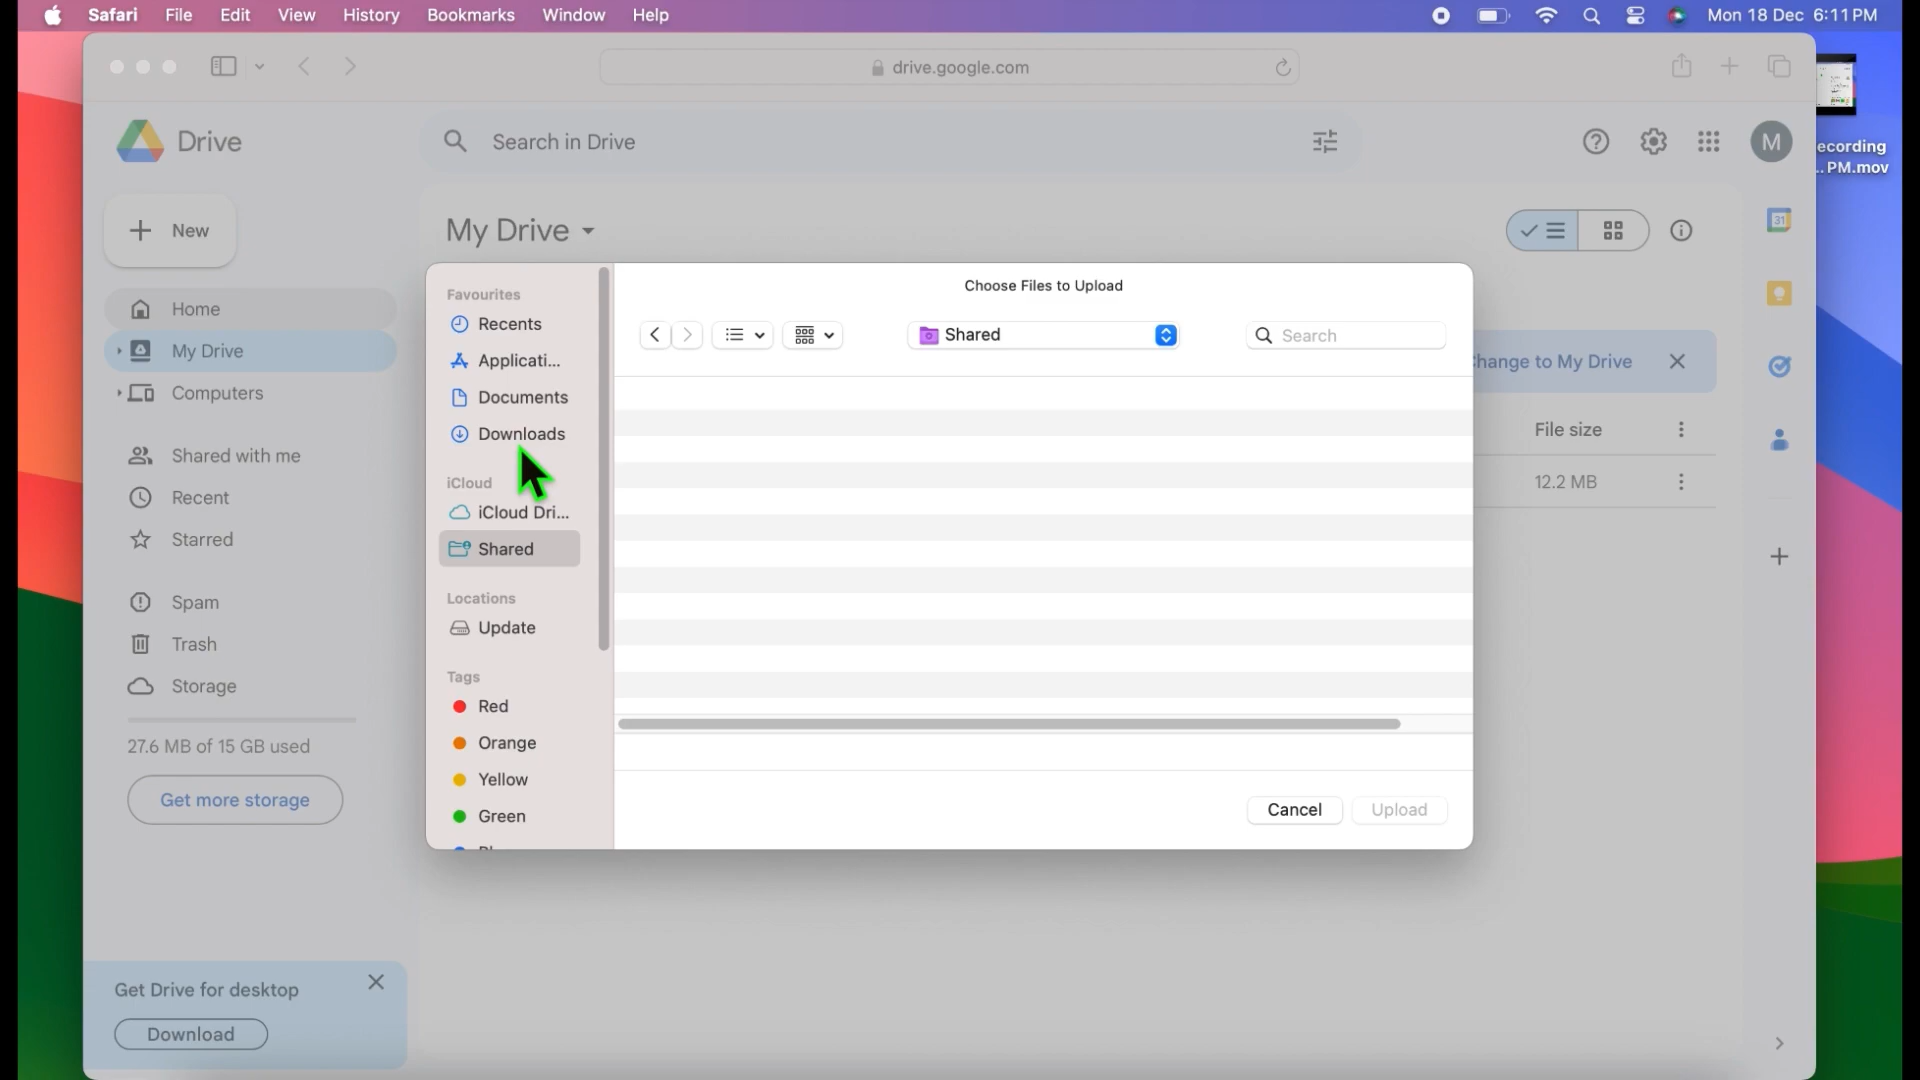 Safari File Edit View History Bookmarks Window Help Mon 18 Dec 6:11 PM
drive.google.com
Drive
Search in Drive
M
ecording
.. PM.mov
New
My Drive
31
Home
My Drive
Computers
Shared with me
Recent
Starred
Spam
Trash
Storage
27.6 MB of 15 GB used
Get more storage
Get Drive for desktop
Download
Choose Files to Upload
Shared
Search
Favourites
Recents
Applicati...
Documents
Downloads
iCloud
iCloud Dri...
Shared
Locations
Update
Tags
Red
Orange
Yellow
Green
Cancel Upload
hange to My Drive
File size
12.2 MB